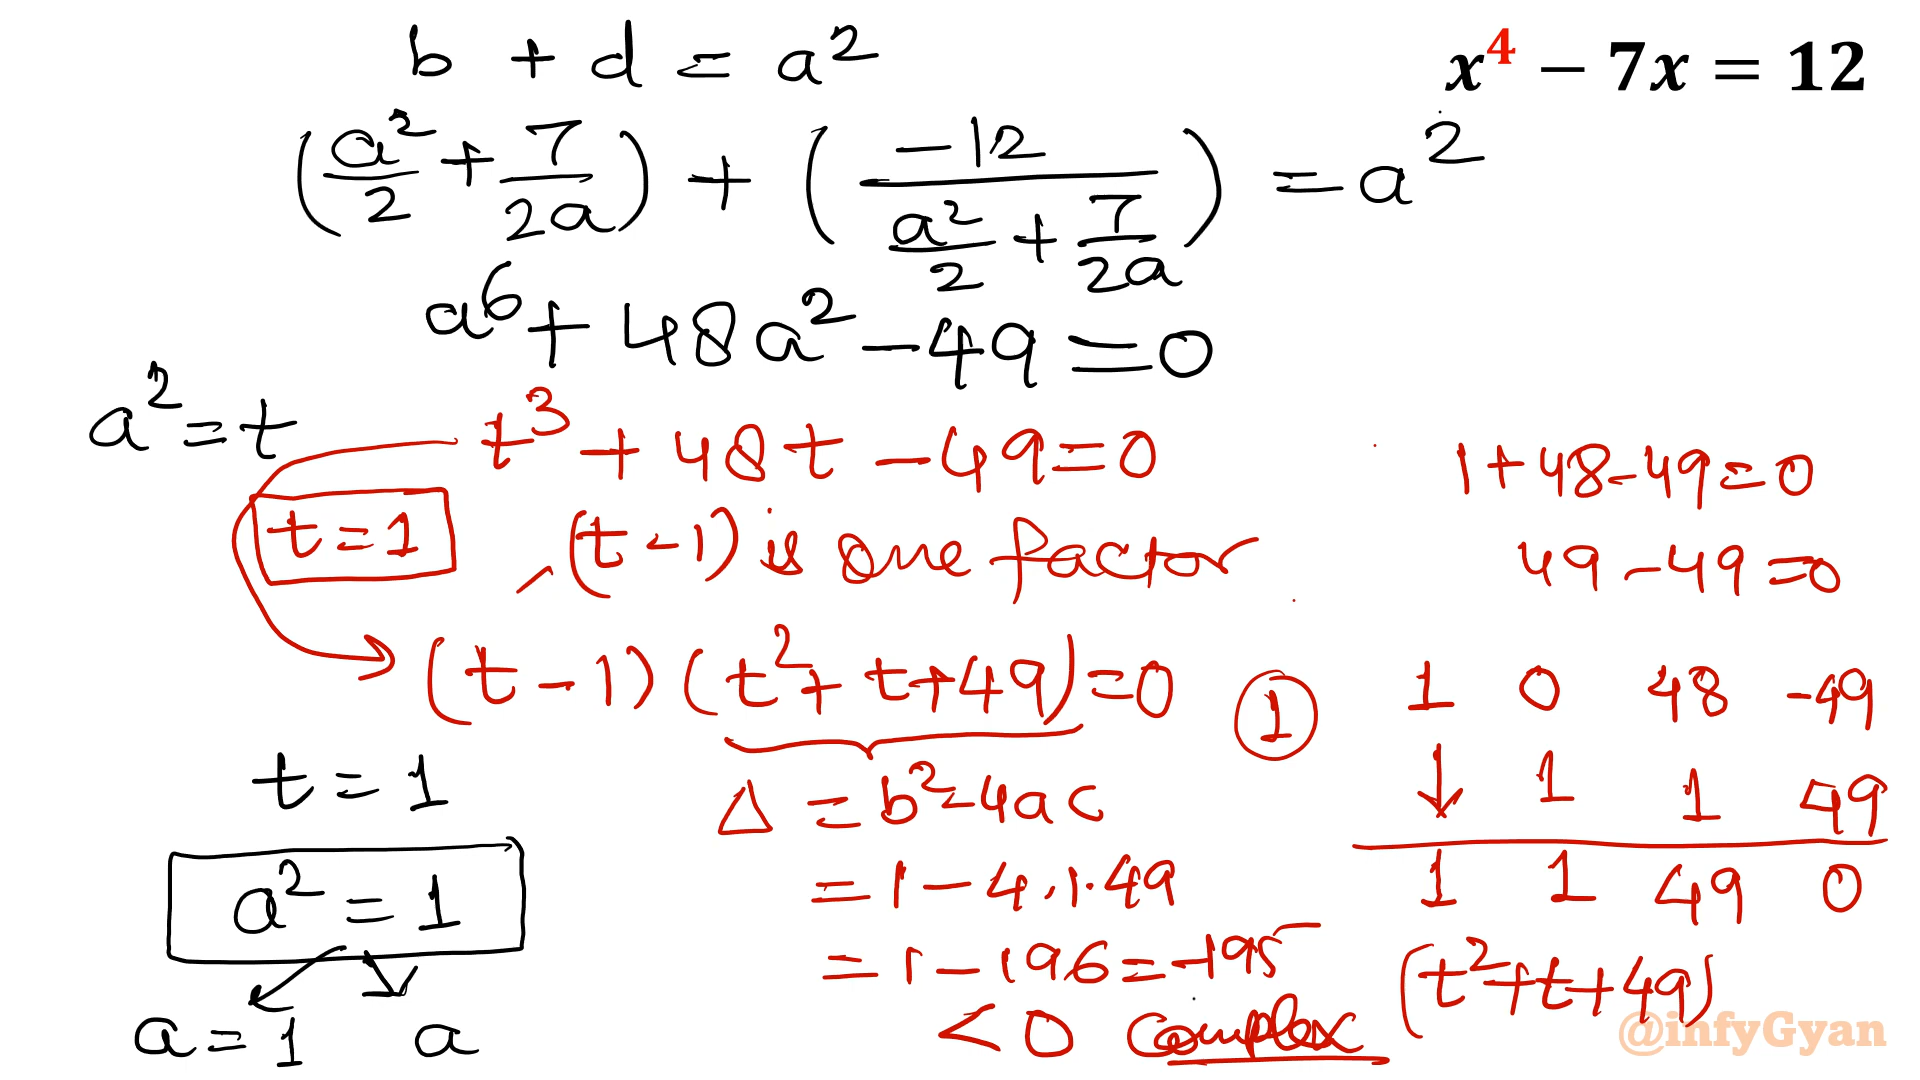 b + d = a²
x⁴ − 7x = 12
(a²/2 + 7/2a) + (−12/(a²/2 + 7/2a)) = a²
a⁶ + 48a² − 49 = 0
a² = t
t³ + 48t − 49 = 0
1 + 48 − 49 = 0
t = 1
(t − 1) is one factor
49 − 49 = 0
(t − 1)(t² + t + 49) = 0
① 1 0 48 −49
↓ 1 1 49
1 1 49 0
(t² + t + 49)
Δ = b² − 4ac
= 1 − 4.1.49
= 1 − 196 = −195
< 0 complex
t = 1
a² = 1
a = 1 a
@infyGyan